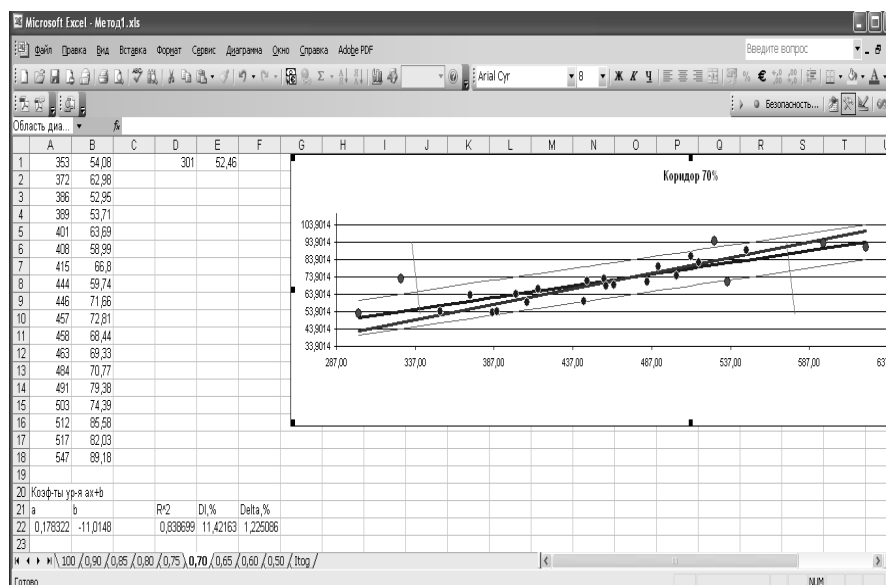 Microsoft Excel - Метод1.xls
Файл Правка Вид Вставка Формат Сервис Диаграмма Окно Справка Adobe PDF
Введите вопрос
Arial Cyr 8 Ж К Ч
Безопасность...
Область диа... fx
A B C D E F G H I J K L M N O P Q R S T U
1 353 54,08 301 52,46
2 372 62,98
3 386 52,95
4 389 53,71
5 401 63,69
6 408 58,99
7 415 66,8
8 444 59,74
9 446 71,66
10 457 72,81
11 458 68,44
12 463 69,33
13 484 70,77
14 491 79,38
15 503 74,39
16 512 85,58
17 517 82,03
18 547 89,18
19
20 Коэф-ты ур-я ax+b
21 a b R^2 DI,% Delta,%
22 0,178322 -11,0148 0,838699 11,42163 1,225086
23
Коридор 70%
103,9014
93,9014
83,9014
73,9014
63,9014
53,9014
43,9014
33,9014
287,00 337,00 387,00 437,00 487,00 537,00 587,00 637
100 / 0,90 / 0,85 / 0,80 / 0,75 \ 0,70 / 0,65 / 0,60 / 0,50 / Itog /
Готово NUM